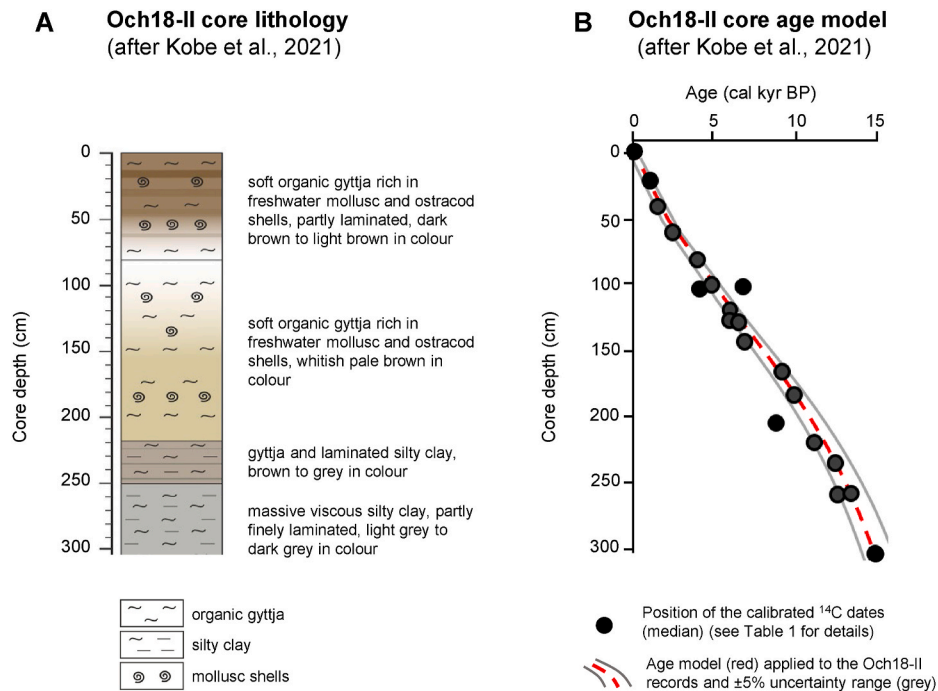 A
Och18-II core lithology
(after Kobe et al., 2021)
Core depth (cm)
0
50
100
150
200
250
300
soft organic gyttja rich in
freshwater mollusc and ostracod
shells, partly laminated, dark
brown to light brown in colour
soft organic gyttja rich in
freshwater mollusc and ostracod
shells, whitish pale brown in
colour
gyttja and laminated silty clay,
brown to grey in colour
massive viscous silty clay, partly
finely laminated, light grey to
dark grey in colour
organic gyttja
silty clay
mollusc shells
B
Och18-II core age model
(after Kobe et al., 2021)
Age (cal kyr BP)
0 5 10 15
Core depth (cm)
0
50
100
150
200
250
300
Position of the calibrated ¹⁴C dates
(median) (see Table 1 for details)
Age model (red) applied to the Och18-II
records and ±5% uncertainty range (grey)